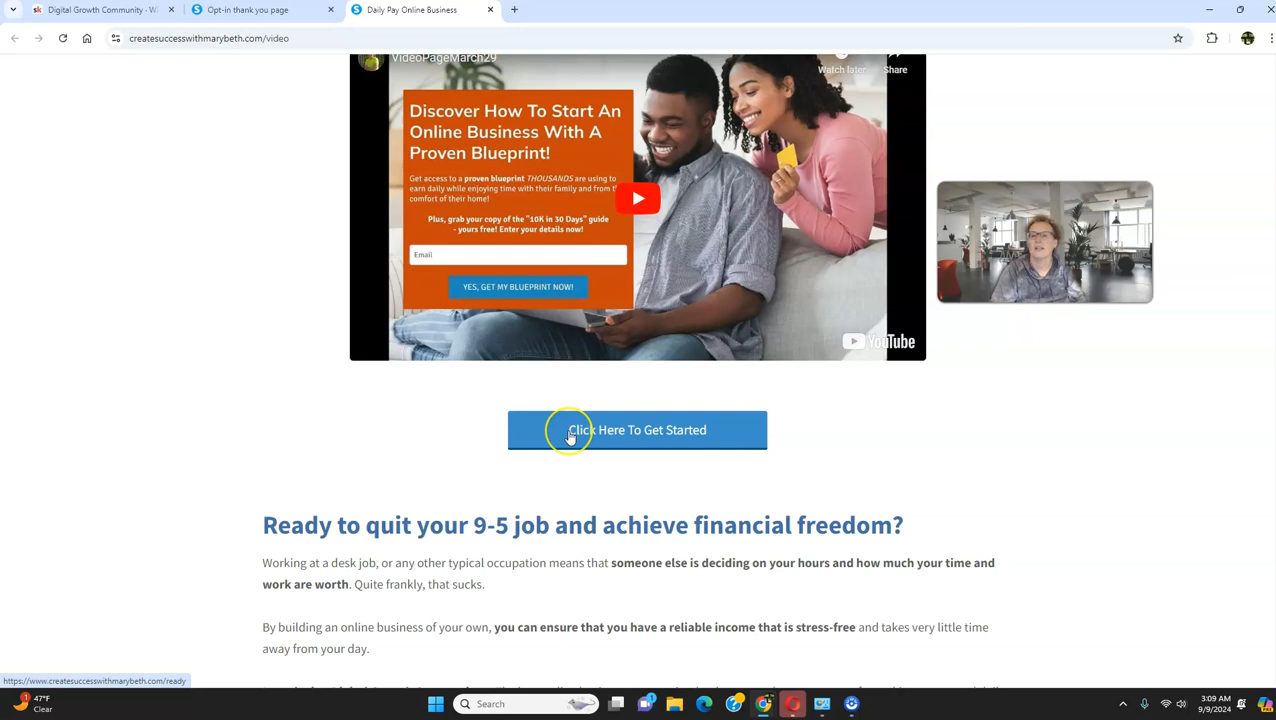 Digital Growth Community - W
Opt-in thank you page
Daily Pay Online Business
createsuccesswithmarybeth.com/video
VideoPageMarch29
Watch later
Share
Discover How To Start An
Online Business With A
Proven Blueprint!
Get access to a proven blueprint THOUSANDS are using to
earn daily while enjoying time with their family and from
comfort of their home!
Plus, grab your copy of the "10K in 30 Days" guide
- yours free! Enter your details now!
Email
YES, GET MY BLUEPRINT NOW!
YouTube
Click Here To Get Started
Ready to quit your 9-5 job and achieve financial freedom?
Working at a desk job, or any other typical occupation means that someone else is deciding on your hours and how much your time and
work are worth. Quite frankly, that sucks.
By building an online business of your own, you can ensure that you have a reliable income that is stress-free and takes very little time
away from your day.
https://www.createsuccesswithmarybeth.com/ready
1
47°F
Clear
Search
1
3:09 AM
9/9/2024